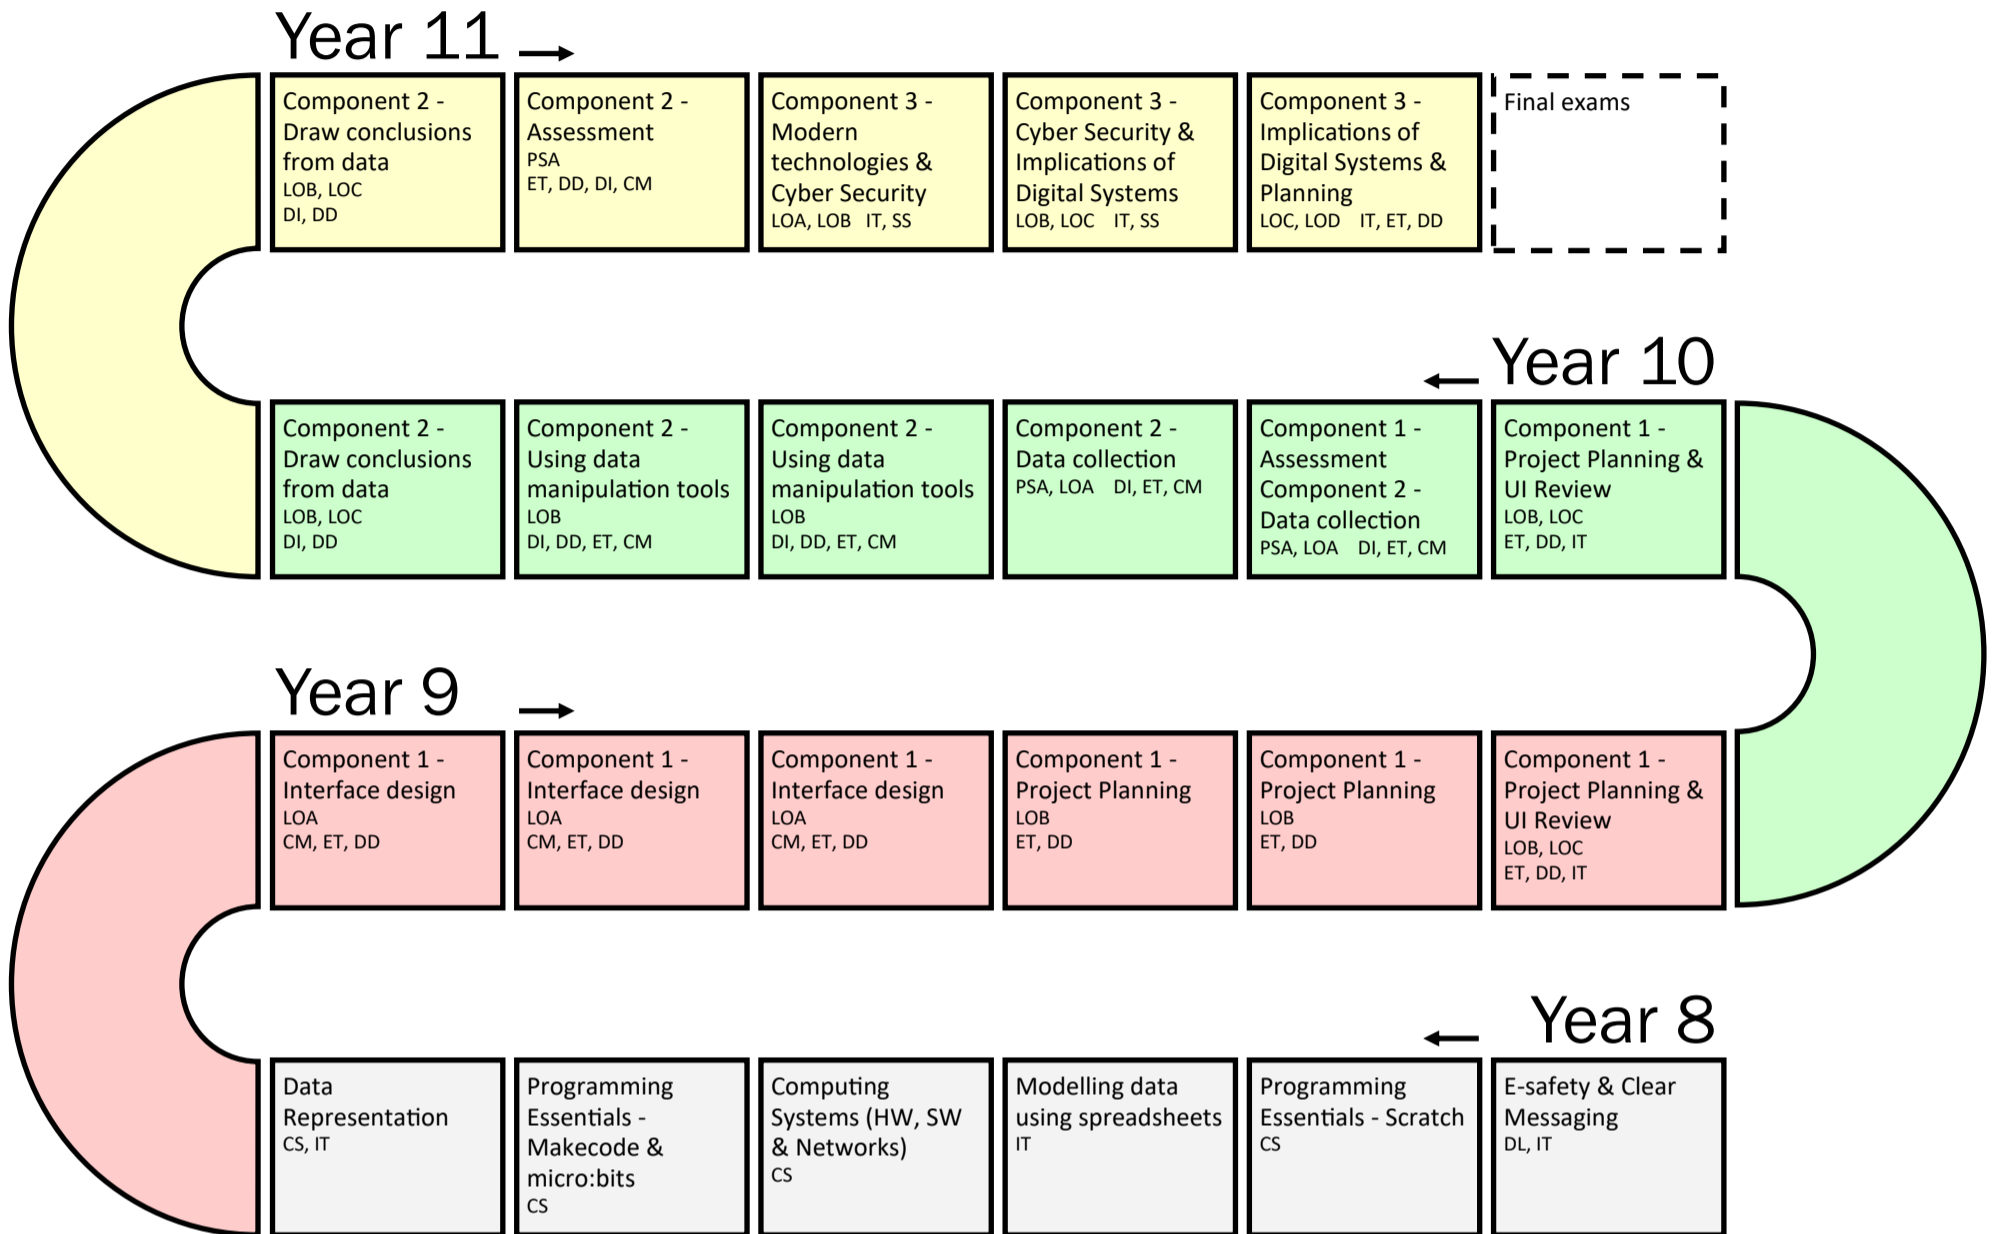 Year 11
Component 2 -
Draw conclusions
from data
LOB, LOC
DI, DD
Component 2 -
Assessment
PSA
ET, DD, DI, CM
Component 3 -
Modern
technologies &
Cyber Security
LOA, LOB IT, SS
Component 3 -
Cyber Security &
Implications of
Digital Systems
LOB, LOC IT, SS
Component 3 -
Implications of
Digital Systems &
Planning
LOC, LOD IT, ET, DD
Final exams
Year 10
Component 2 -
Draw conclusions
from data
LOB, LOC
DI, DD
Component 2 -
Using data
manipulation tools
LOB
DI, DD, ET, CM
Component 2 -
Using data
manipulation tools
LOB
DI, DD, ET, CM
Component 2 -
Data collection
PSA, LOA DI, ET, CM
Component 1 -
Assessment
Component 2 -
Data collection
PSA, LOA DI, ET, CM
Component 1 -
Project Planning &
UI Review
LOB, LOC
ET, DD, IT
Year 9
Component 1 -
Interface design
LOA
CM, ET, DD
Component 1 -
Interface design
LOA
CM, ET, DD
Component 1 -
Interface design
LOA
CM, ET, DD
Component 1 -
Project Planning
LOB
ET, DD
Component 1 -
Project Planning
LOB
ET, DD
Component 1 -
Project Planning &
UI Review
LOB, LOC
ET, DD, IT
Year 8
Data
Representation
CS, IT
Programming
Essentials -
Makecode &
micro:bits
CS
Computing
Systems (HW, SW
& Networks)
CS
Modelling data
using spreadsheets
IT
Programming
Essentials - Scratch
CS
E-safety & Clear
Messaging
DL, IT